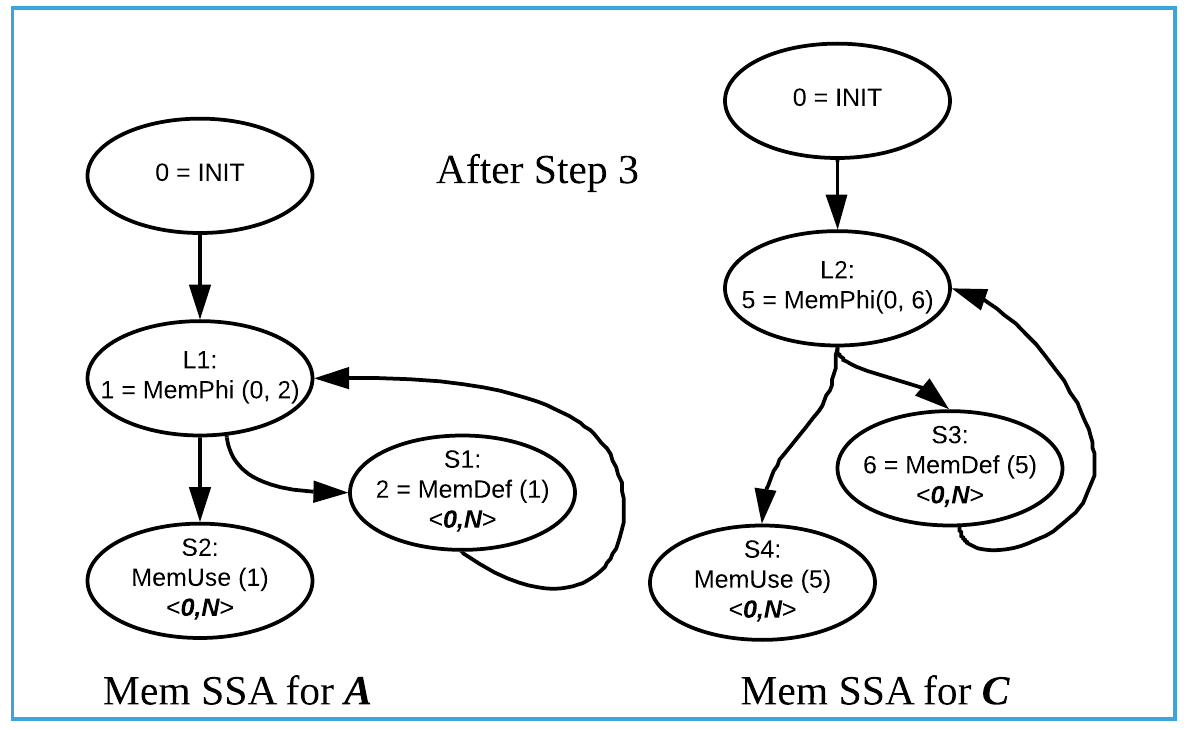 0 = INIT
After Step 3
0 = INIT
L1:
1 = MemPhi (0, 2)
S1:
2 = MemDef (1)
<0,N>
S2:
MemUse (1)
<0,N>
Mem SSA for A
L2:
5 = MemPhi(0, 6)
S3:
6 = MemDef (5)
<0,N>
S4:
MemUse (5)
<0,N>
Mem SSA for C